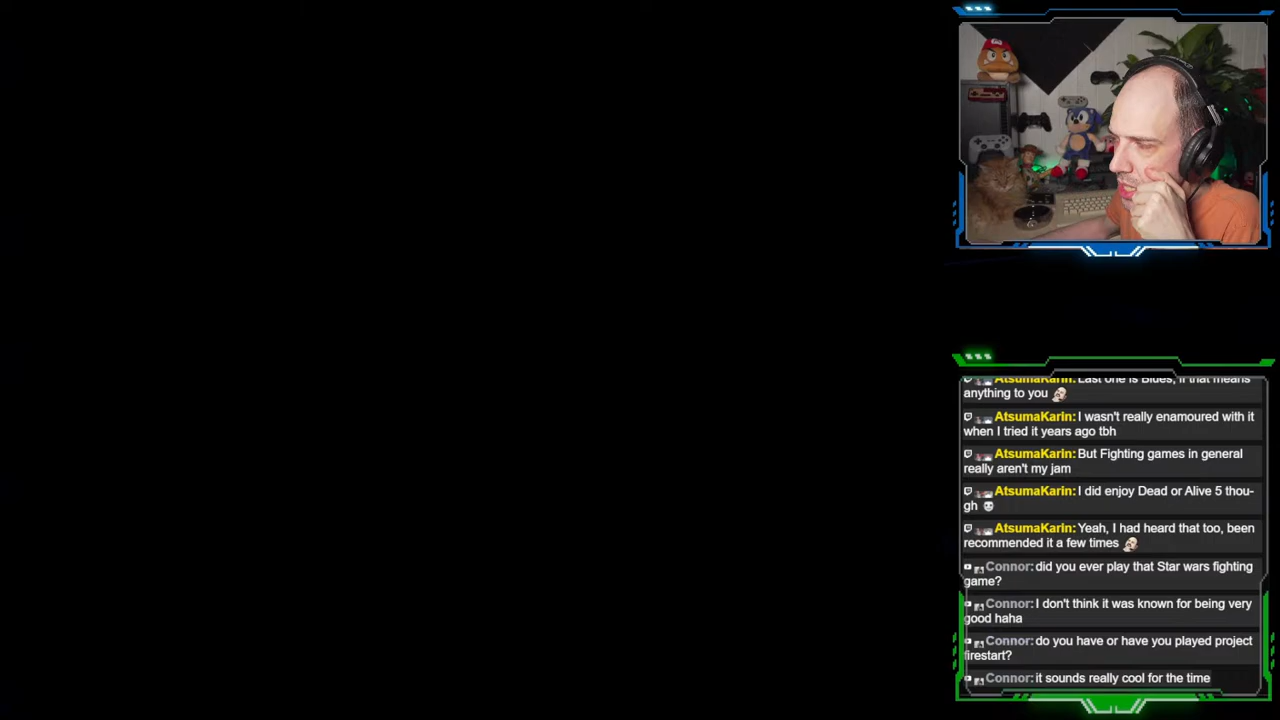 AtsumaKarin: Last one is Blues, if that means
anything to you
AtsumaKarin: I wasn't really enamoured with it
when I tried it years ago tbh
AtsumaKarin: But Fighting games in general
really aren't my jam
AtsumaKarin: I did enjoy Dead or Alive 5 thou-
gh
AtsumaKarin: Yeah, I had heard that too, been
recommended it a few times
Connor: did you ever play that Star wars fighting
game?
Connor: I don't think it was known for being very
good haha
Connor: do you have or have you played project
firestart?
Connor: it sounds really cool for the time